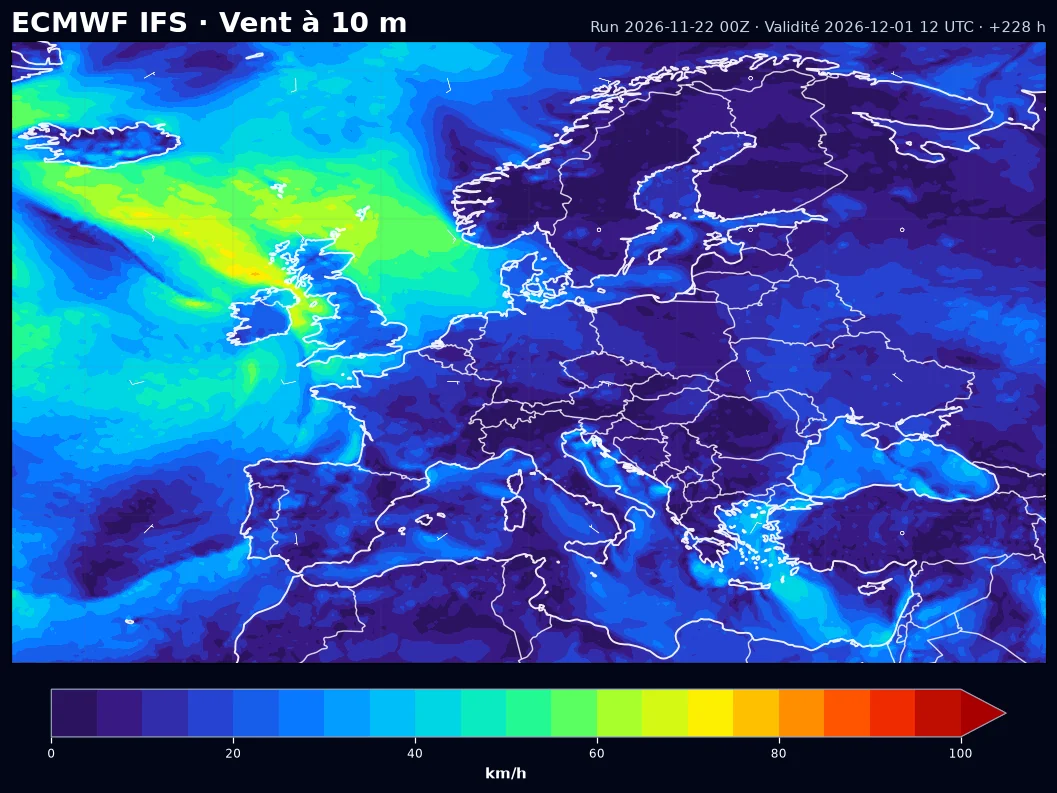 ECMWF IFS · Vent à 10 m
Run 2026-11-22 00Z · Validité 2026-12-01 12 UTC · +228 h
0 20 40 60 80 100
km/h